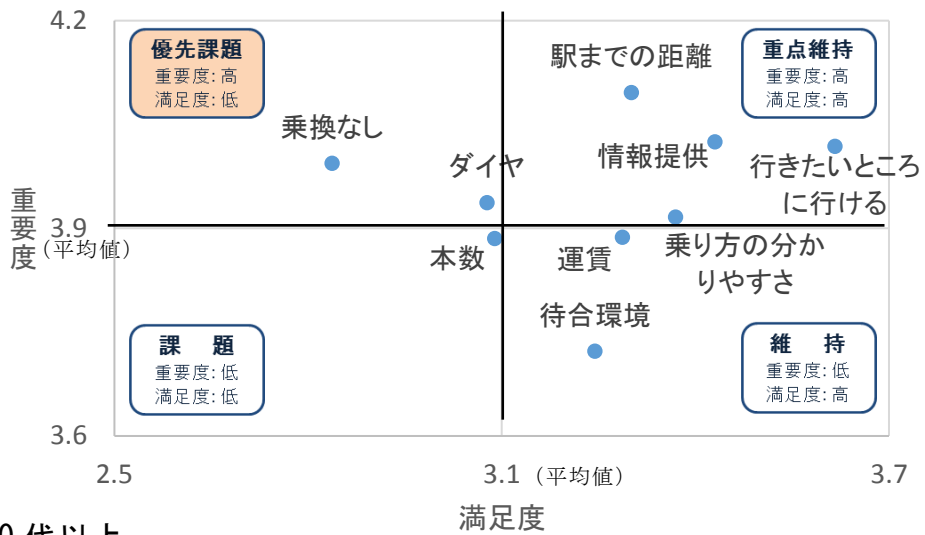 4.2
優先課題
重要度：高
満足度：低
駅までの距離
重点維持
重要度：高
満足度：高
乗換なし
ダイヤ
情報提供
行きたいところ
に行ける
重要度
3.9
(平均値)
本数
運賃
乗り方の分か
りやすさ
待合環境
課　題
重要度：低
満足度：低
維　持
重要度：低
満足度：高
3.6
2.5
3.1（平均値）
3.7
満足度
代以上